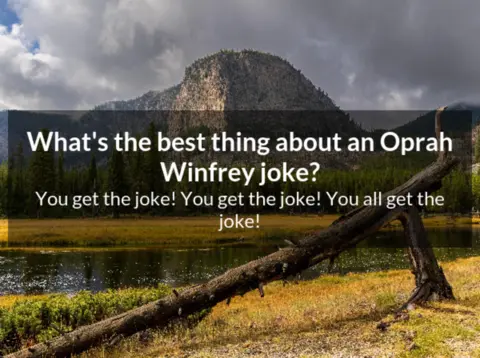 What's the best thing about an Oprah
Winfrey joke?
You get the joke! You get the joke! You all get the
joke!